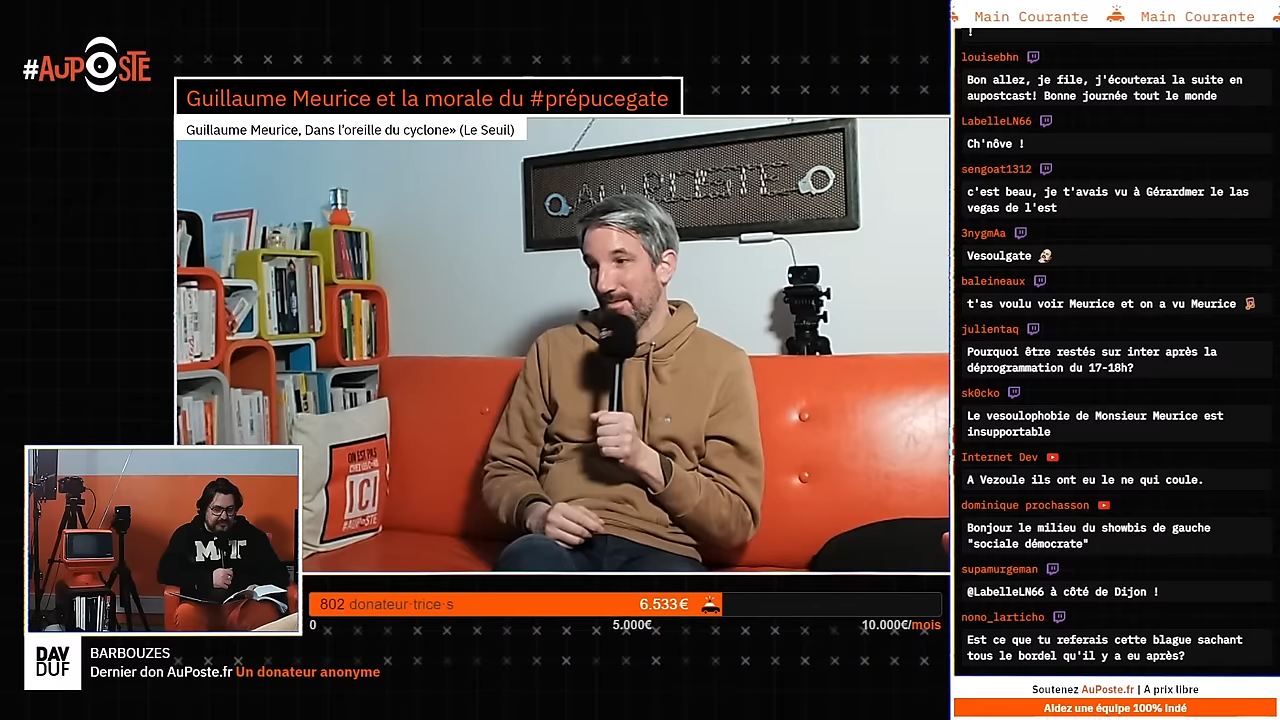 #AUPOSTE
Guillaume Meurice et la morale du #prépucegate
Guillaume Meurice, Dans l'oreille du cyclone» (Le Seuil)
AU POSTE
ON EST PAS
ICI
#AUPOSTE
MIT
802 donateur·trice·s
6.533€
0
5.000€
10.000€/mois
DAV
DUF
BARBOUZES
Dernier don AuPoste.fr Un donateur anonyme
Main Courante
Main Courante
!
louisebhn
Bon allez, je file, j'écouterai la suite en
aupostcast! Bonne journée tout le monde
LabelleLN66
Ch'nôve !
sengoat1312
c'est beau, je t'avais vu à Gérardmer le las
vegas de l'est
3nygmAa
Vesoulgate
baleineaux
t'as voulu voir Meurice et on a vu Meurice
julientaq
Pourquoi être restés sur inter après la
déprogrammation du 17-18h?
sk0cko
Le vesoulophobie de Monsieur Meurice est
insupportable
Internet Dev
A Vezoule ils ont eu le ne qui coule.
dominique prochasson
Bonjour le milieu du showbis de gauche
"sociale démocrate"
supamurgeman
@LabelleLN66 à côté de Dijon !
nono_larticho
Est ce que tu referais cette blague sachant
tous le bordel qu'il y a eu après?
Soutenez AuPoste.fr | A prix libre
Aidez une équipe 100% indé